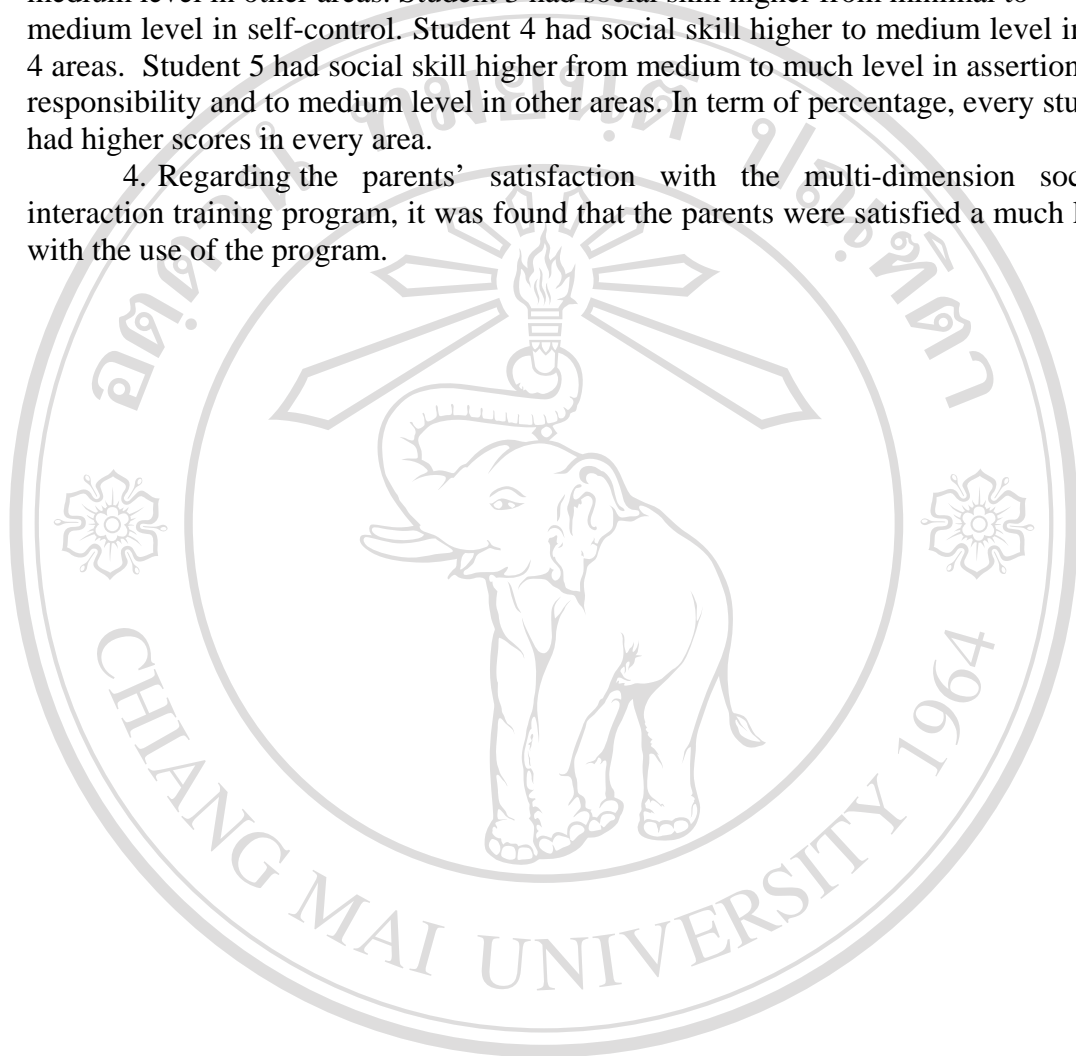 medium level in other areas. Student 3 had social skill higher from minimal to
medium level in self-control. Student 4 had social skill higher to medium level in
4 areas. Student 5 had social skill higher from medium to much level in assertion
responsibility and to medium level in other areas. In term of percentage, every
had higher scores in every area.
4. Regarding the parents’ satisfaction with the multi-dimension
interaction training program, it was found that the parents were satisfied a much
with the use of the program.
CHIANG MAI UNIVERSITY 1964